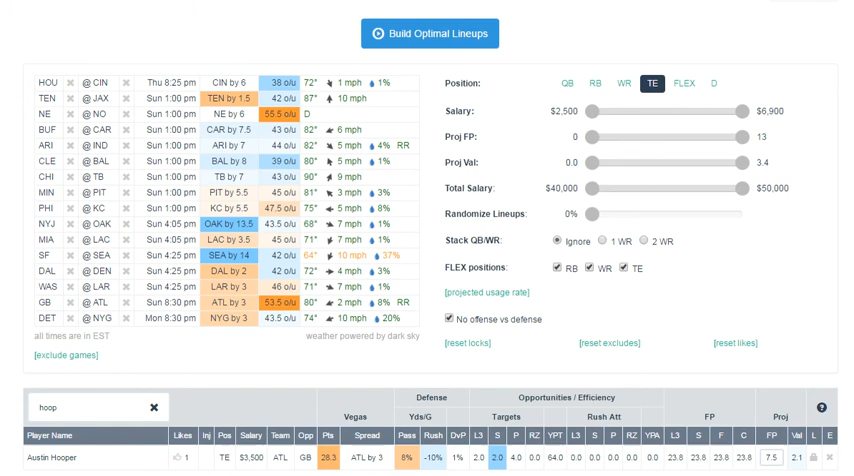 Build Optimal Lineups
HOU @ CIN Thu 8:25 pm CIN by 6 38 o/u 72° 1 mph 1%
TEN @ JAX Sun 1:00 pm TEN by 1.5 42 o/u 87° 10 mph
NE @ NO Sun 1:00 pm NE by 6 55.5 o/u D
BUF @ CAR Sun 1:00 pm CAR by 7.5 43 o/u 82° 6 mph
ARI @ IND Sun 1:00 pm ARI by 7 44 o/u 82° 5 mph 4% RR
CLE @ BAL Sun 1:00 pm BAL by 8 39 o/u 80° 5 mph 1%
CHI @ TB Sun 1:00 pm TB by 7 43 o/u 90° 9 mph
MIN @ PIT Sun 1:00 pm PIT by 5.5 45 o/u 81° 3 mph 3%
PHI @ KC Sun 1:00 pm KC by 5.5 47.5 o/u 75° 5 mph 8%
NYJ @ OAK Sun 4:05 pm OAK by 13.5 43.5 o/u 68° 7 mph 1%
MIA @ LAC Sun 4:05 pm LAC by 3.5 45 o/u 71° 7 mph 1%
SF @ SEA Sun 4:25 pm SEA by 14 42 o/u 64° 10 mph 37%
DAL @ DEN Sun 4:25 pm DAL by 2 42 o/u 72° 4 mph 3%
WAS @ LAR Sun 4:25 pm LAR by 3 46 o/u 71° 7 mph 1%
GB @ ATL Sun 8:30 pm ATL by 3 53.5 o/u 80° 2 mph 8% RR
DET @ NYG Mon 8:30 pm NYG by 3 43.5 o/u 74° 10 mph 20%
all times are in EST weather powered by dark sky
[exclude games]
Position: QB RB WR TE FLEX D
Salary: $2,500 $6,900
Proj FP: 0 13
Proj Val: 0.0 3.4
Total Salary: $40,000 $50,000
Randomize Lineups: 0%
Stack QB/WR: Ignore 1 WR 2 WR
FLEX positions: RB WR TE
[projected usage rate]
No offense vs defense
[reset locks] [reset excludes] [reset likes]
hoop
Defense Opportunities / Efficiency
Vegas Yds/G Targets Rush Att FP Proj
Player Name Likes Inj Pos Salary Team Opp Pts Spread Pass Rush DvP L3 S P RZ YPT L3 S P RZ YPA L3 S F C FP Val L E
Austin Hooper 1 TE $3,500 ATL GB 28.3 ATL by 3 8% -10% 1% 2.0 2.0 4.0 0.0 64.0 0.0 0.0 0.0 0.0 0.0 23.8 23.8 23.8 23.8 7.5 2.1